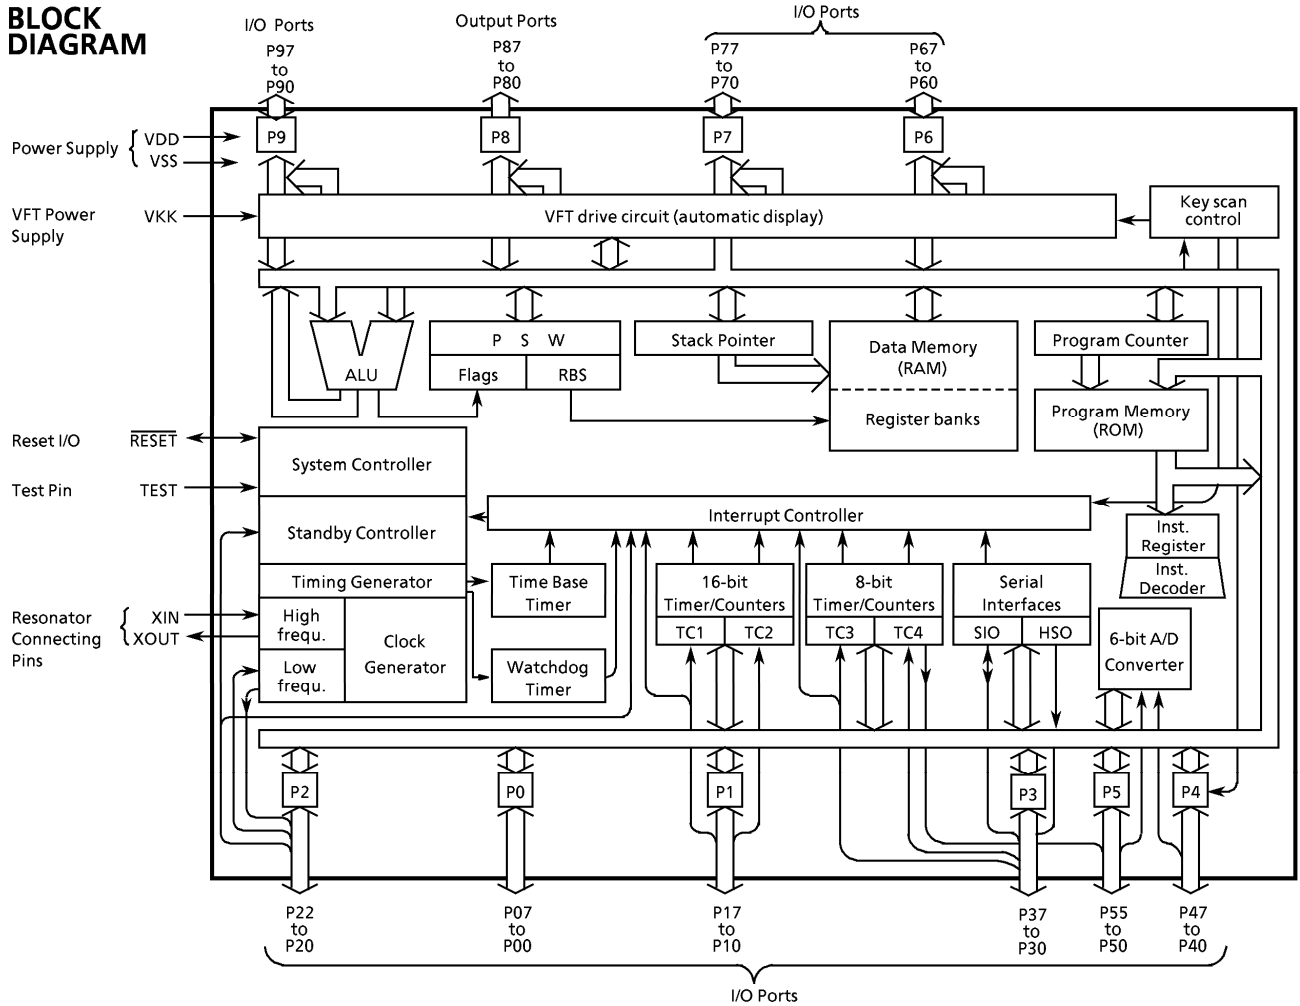 BLOCK
DIAGRAM
I/O Ports
P97
to
P90
Output Ports
P87
to
P80
I/O Ports
P77
to
P70
P67
to
P60
P9
P8
P7
P6
Power Supply
VDD
VSS
VFT Power
Supply
VKK
VFT drive circuit (automatic display)
Key scan
control
ALU
P S W
Flags
RBS
Stack Pointer
Data Memory
(RAM)
Register banks
Program Counter
Program Memory
(ROM)
Reset I/O
RESET
Test Pin
TEST
System Controller
Standby Controller
Interrupt Controller
Inst.
Register
Inst.
Decoder
Timing Generator
Time Base
Timer
16-bit
Timer/Counters
TC1
TC2
8-bit
Timer/Counters
TC3
TC4
Serial
Interfaces
SIO
HSO
6-bit A/D
Converter
Resonator
Connecting
Pins
XIN
XOUT
High
frequ.
Low
frequ.
Clock
Generator
Watchdog
Timer
P2
P0
P1
P3
P5
P4
P22
to
P20
P07
to
P00
P17
to
P10
P37
to
P30
P55
to
P50
P47
to
P40
I/O Ports